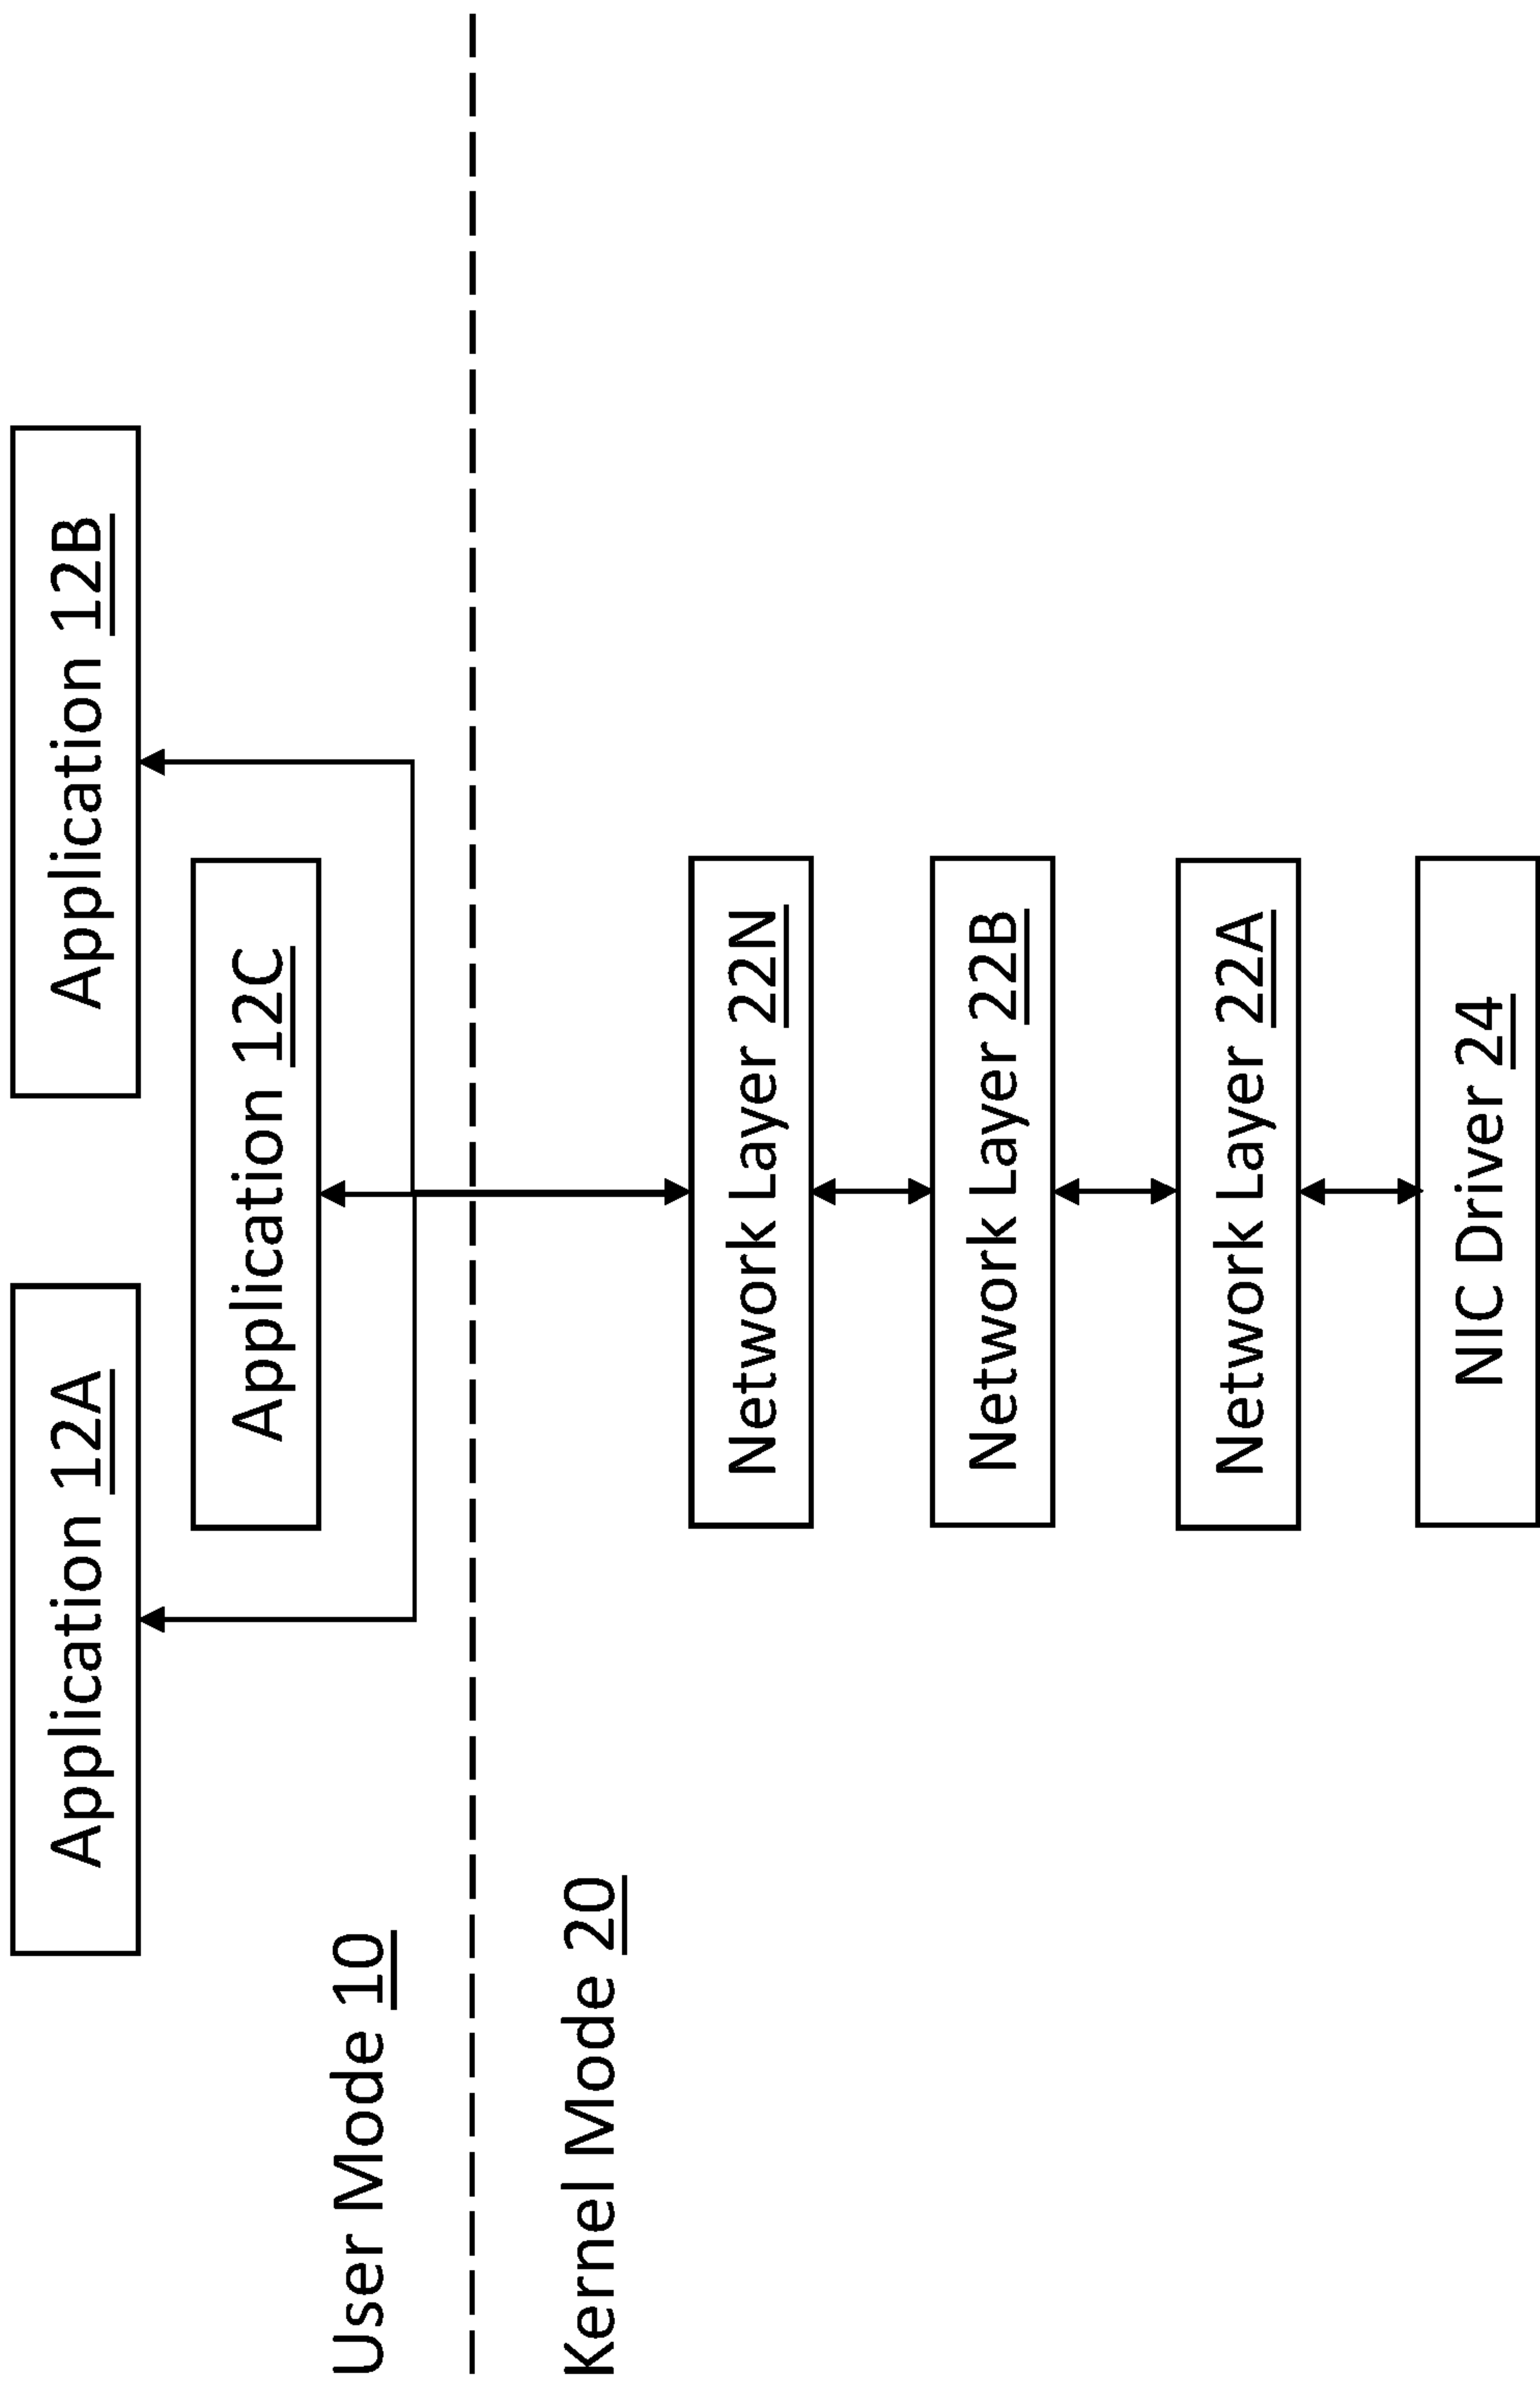 Application 12A
Application 12B
Application 12C
User Mode 10
Kernel Mode 20
Network Layer 22N
Network Layer 22B
Network Layer 22A
NIC Driver 24